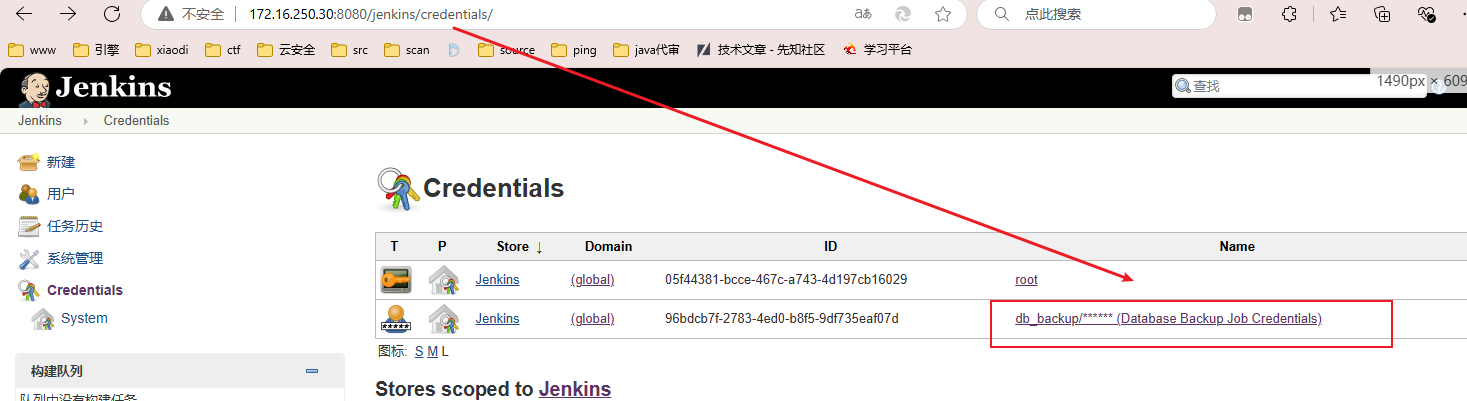 不安全 172.16.250.30:8080/jenkins/credentials/ 点此搜索
www 引擎 xiaodi ctf 云安全 src scan source ping java代审 技术文章 - 先知社区 学习平台
Jenkins 查找 1490px × 609
Jenkins Credentials
新建
用户
任务历史
系统管理
Credentials
System
构建队列
队列中没有构建任务
Credentials
T P Store ↓ Domain ID Name
Jenkins (global) 05f44381-bcce-467c-a743-4d197cb16029 root
Jenkins (global) 96bdcb7f-2783-4ed0-b8f5-9df735eaf07d db_backup/****** (Database Backup Job Credentials)
图标: S M L
Stores scoped to Jenkins